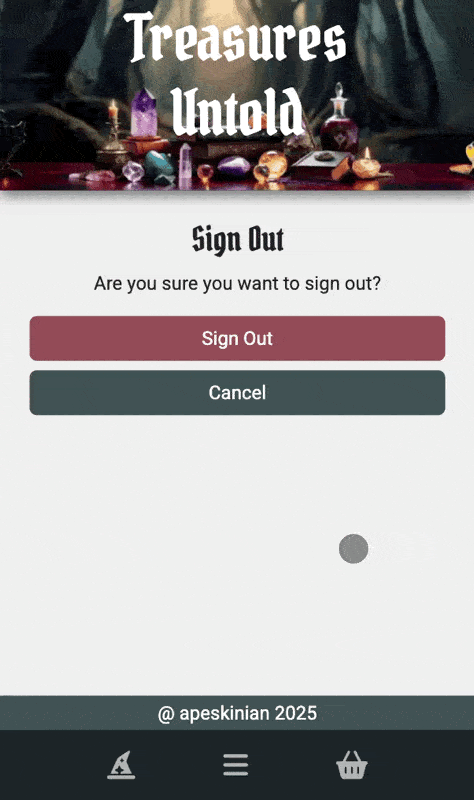 Treasures
Untold
Sign Out
Are you sure you want to sign out?
Sign Out
Cancel
@ apeskinian 2025